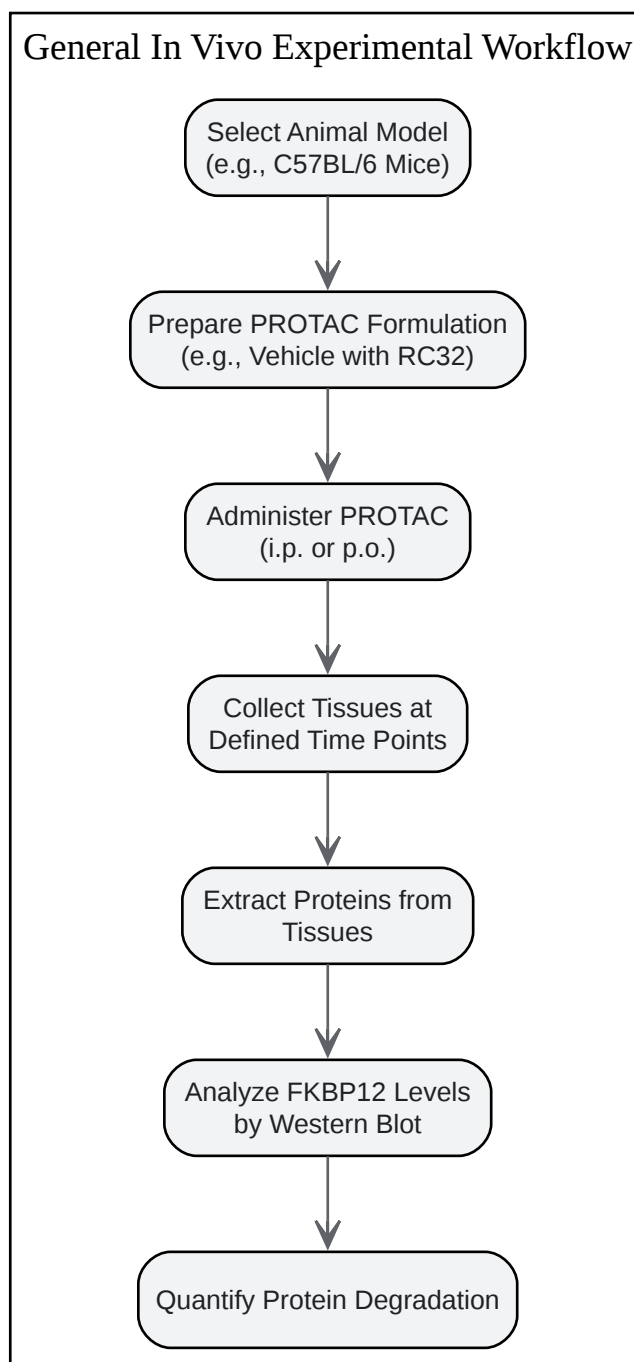 General In Vivo Experimental Workflow
Select Animal Model
(e.g., C57BL/6 Mice)
Prepare PROTAC Formulation
(e.g., Vehicle with RC32)
Administer PROTAC
(i.p. or p.o.)
Collect Tissues at
Defined Time Points
Extract Proteins from
Tissues
Analyze FKBP12 Levels
by Western Blot
Quantify Protein Degradation